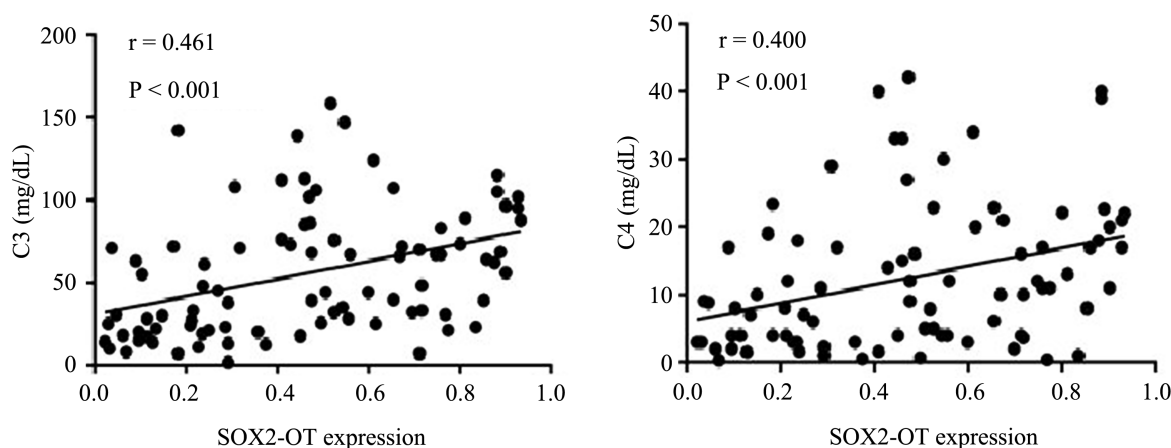 200
150
100
50
0
C3 (mg/dL)
r = 0.461
P < 0.001
0.0 0.2 0.4 0.6 0.8 1.0
SOX2-OT expression
50
40
30
20
10
0
C4 (mg/dL)
r = 0.400
P < 0.001
0.0 0.2 0.4 0.6 0.8 1.0
SOX2-OT expression